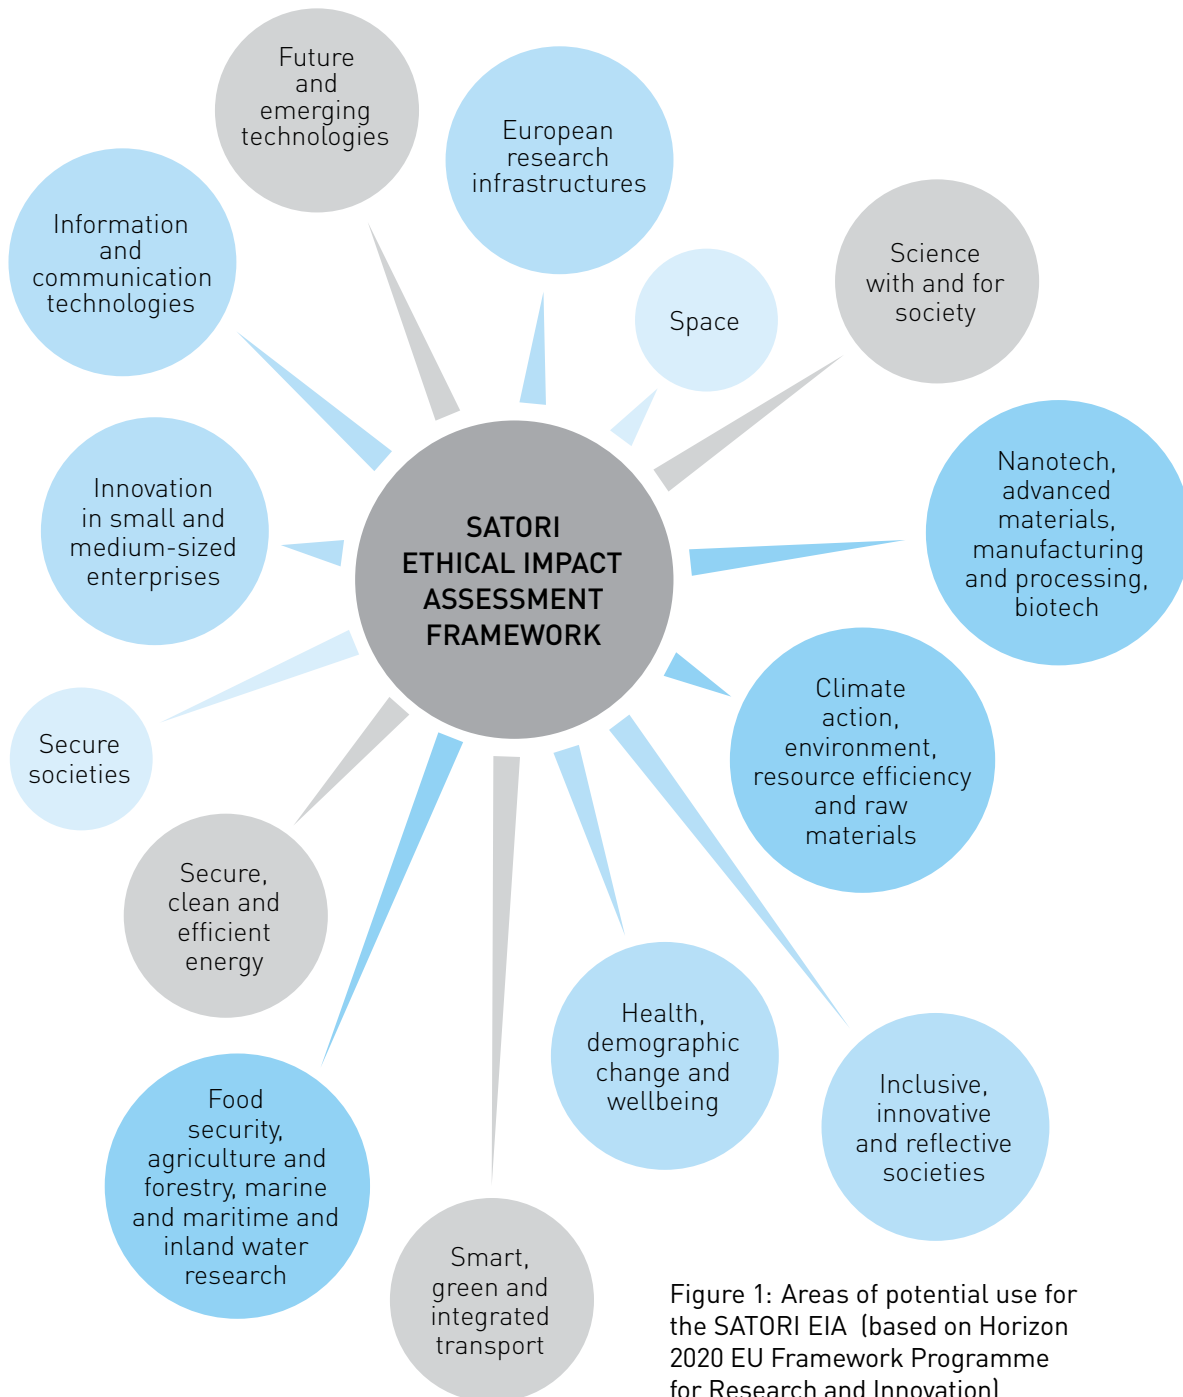 Future
and
emerging
technologies
European
research
infrastructures
Information
and
communication
technologies
Space
Science
with and for
society
Innovation
in small and
medium-sized
enterprises
SATORI
ETHICAL IMPACT
ASSESSMENT
FRAMEWORK
Nanotech,
advanced
materials,
manufacturing
and processing,
biotech
Secure
societies
Climate
action,
environment,
resource efficiency
and raw
materials
Secure,
clean and
efficient
energy
Health,
demographic
change and
wellbeing
Inclusive,
innovative
and reflective
societies
Food
security,
agriculture and
forestry, marine
and maritime and
inland water
research
Smart,
green and
integrated
transport
Figure 1: Areas of potential use for
the SATORI EIA (based on Horizon
2020 EU Framework Programme
for Research and Innovation)